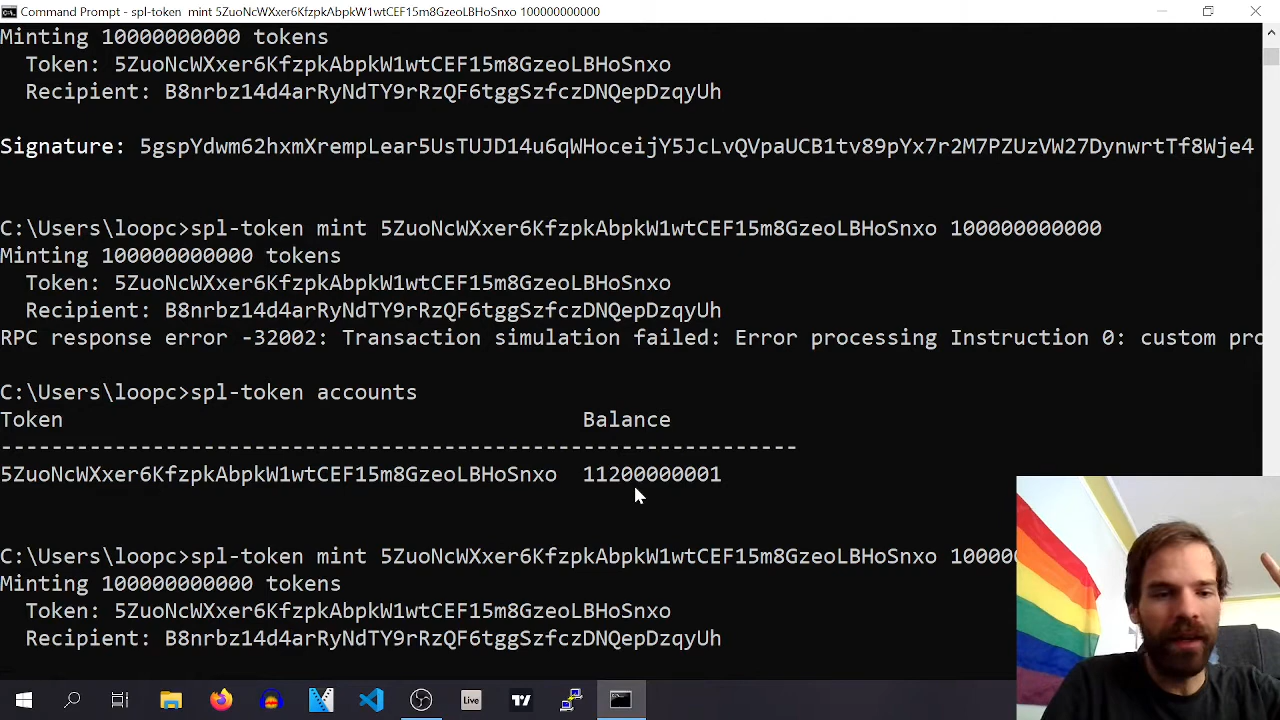 Command Prompt - spl-token mint 5ZuoNcWXxer6KfzpkAbpkW1wtCEF15m8GzeoLBHoSnxo 100000000000
Minting 10000000000 tokens
Token: 5ZuoNcWXxer6KfzpkAbpkW1wtCEF15m8GzeoLBHoSnxo
Recipient: B8nrbz14d4arRyNdTY9rRzQF6tggSzfczDNQepDzqyUh
Signature: 5gspYdwm62hxmXrempLear5UsTUJD14u6qWHoceijY5JcLvQVpaUCB1tv89pYx7r2M7PZUzVW27DynwrtTf8Wje4
C:\Users\loopc>spl-token mint 5ZuoNcWXxer6KfzpkAbpkW1wtCEF15m8GzeoLBHoSnxo 100000000000
Minting 100000000000 tokens
Token: 5ZuoNcWXxer6KfzpkAbpkW1wtCEF15m8GzeoLBHoSnxo
Recipient: B8nrbz14d4arRyNdTY9rRzQF6tggSzfczDNQepDzqyUh
RPC response error -32002: Transaction simulation failed: Error processing Instruction 0: custom pro
C:\Users\loopc>spl-token accounts
Token Balance
---------------------------------------------------------------
5ZuoNcWXxer6KfzpkAbpkW1wtCEF15m8GzeoLBHoSnxo 11200000001
C:\Users\loopc>spl-token mint 5ZuoNcWXxer6KfzpkAbpkW1wtCEF15m8GzeoLBHoSnxo 10000
Minting 100000000000 tokens
Token: 5ZuoNcWXxer6KfzpkAbpkW1wtCEF15m8GzeoLBHoSnxo
Recipient: B8nrbz14d4arRyNdTY9rRzQF6tggSzfczDNQepDzqyUh
Live